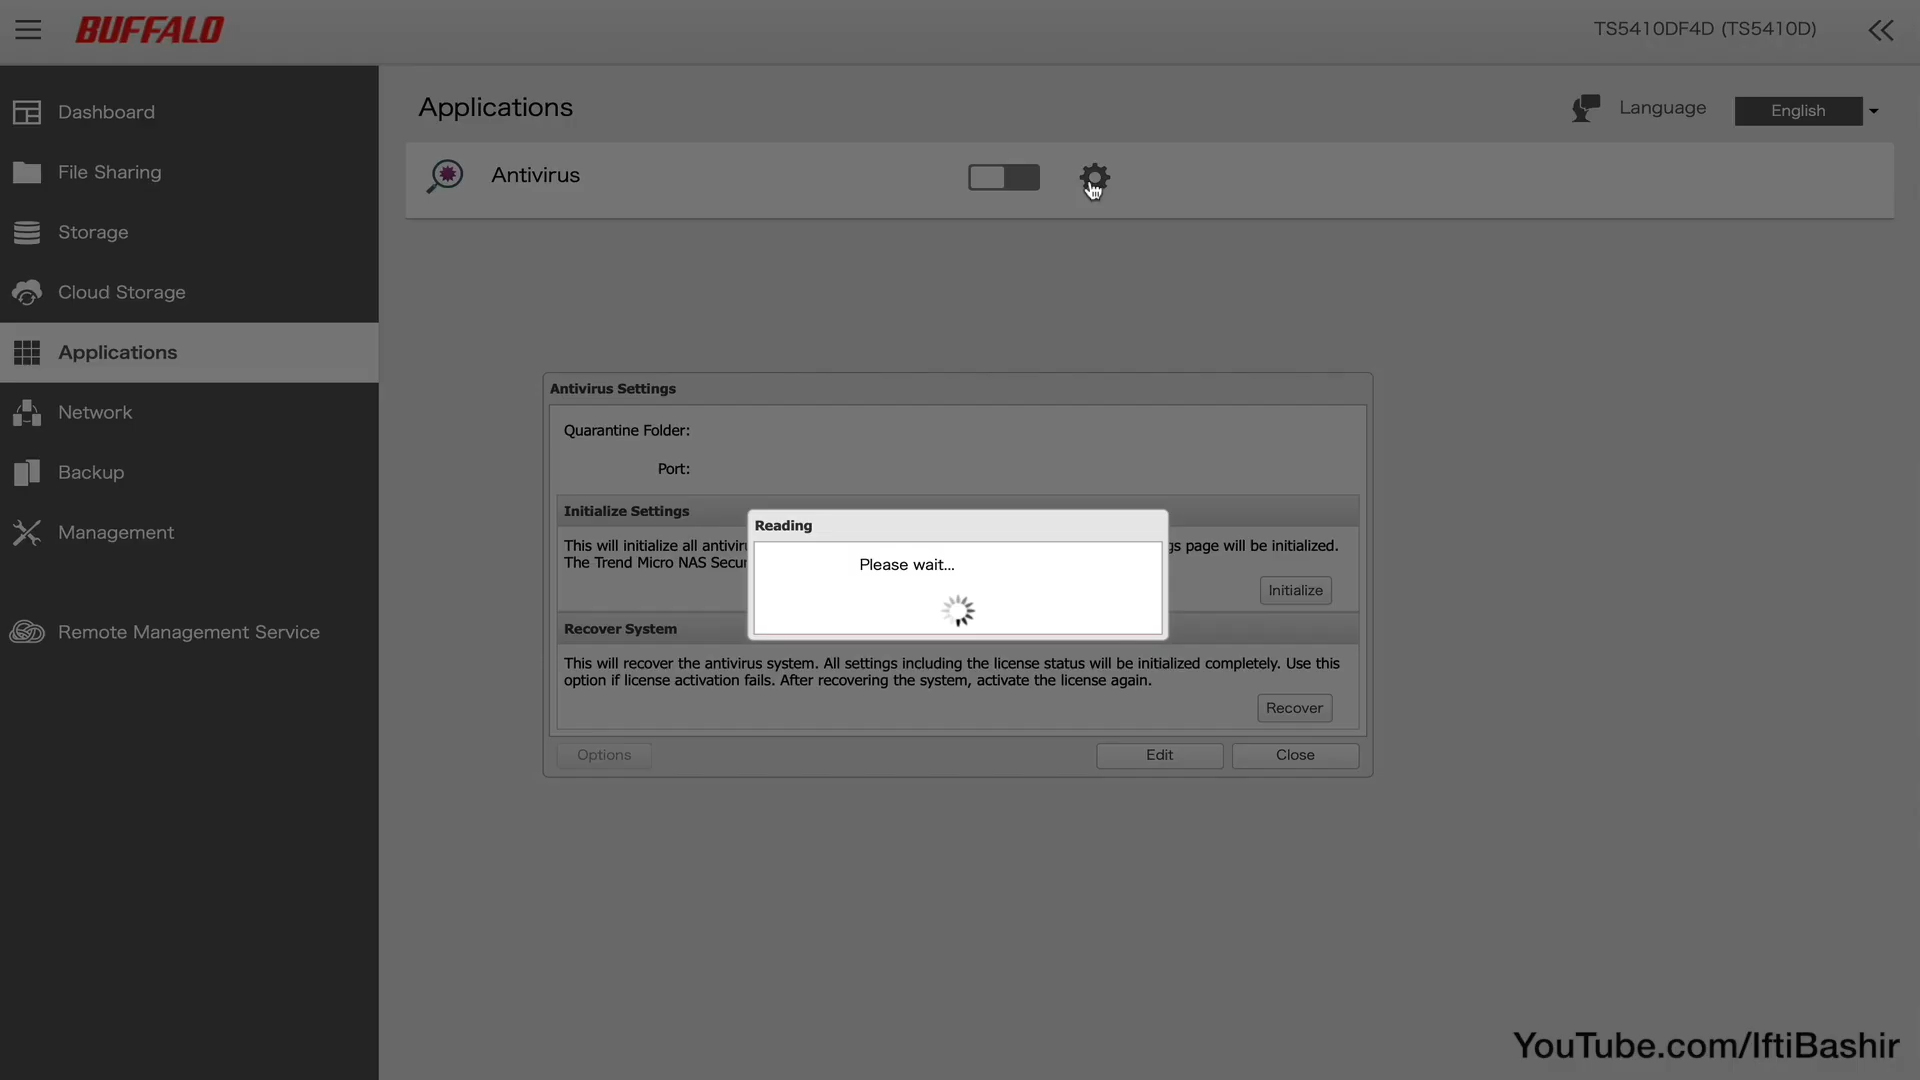 BUFFALO
TS5410DF4D (TS5410D)
Dashboard
File Sharing
Storage
Cloud Storage
Applications
Network
Backup
Management
Remote Management Service
Applications
Language
English
Antivirus
Antivirus Settings
Quarantine Folder:
Port:
Initialize Settings
This will initialize all
gs page will be initialized.
The Trend Micro NAS
Initialize
Reading
Please wait...
Recover System
This will recover the antivirus system. All settings including the license status will be initialized completely. Use this
option if license activation fails. After recovering the system, activate the license again.
Recover
Options
Edit
Close
YouTube.com/IftiBashir